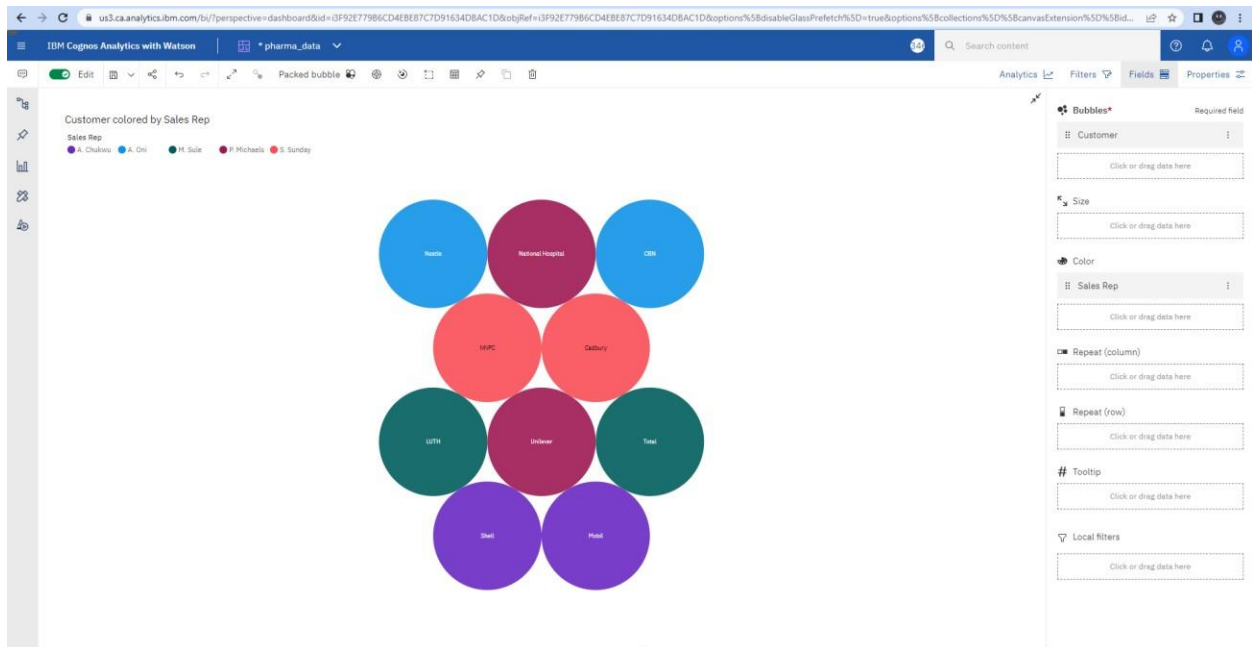 us3.ca.analytics.ibm.com/bi/?perspective=dashboard&id=i3F92E77986CD4EBE87C7D91634DBAC1D&objRef=i3F92E77986CD4EBE87C7D91634DBAC1D&options%5BdisableGlassPrefetch%5D=true&options%5Bcollections%5D%5BcanvasExtension%5D%5Bid...
IBM Cognos Analytics with Watson
* pharma_data
Search content
Edit
Packed bubble
Analytics
Filters
Fields
Properties
Customer colored by Sales Rep
Sales Rep
A. Chukwu A. Oni M. Sule P. Michaels S. Sunday
Nestle National Hospital CBN
NNPC Cadbury
LUTH Unilever Total
Shell Mobil
Bubbles* Required field
Customer
Click or drag data here
Size
Click or drag data here
Color
Sales Rep
Click or drag data here
Repeat (column)
Click or drag data here
Repeat (row)
Click or drag data here
# Tooltip
Click or drag data here
Local filters
Click or drag data here